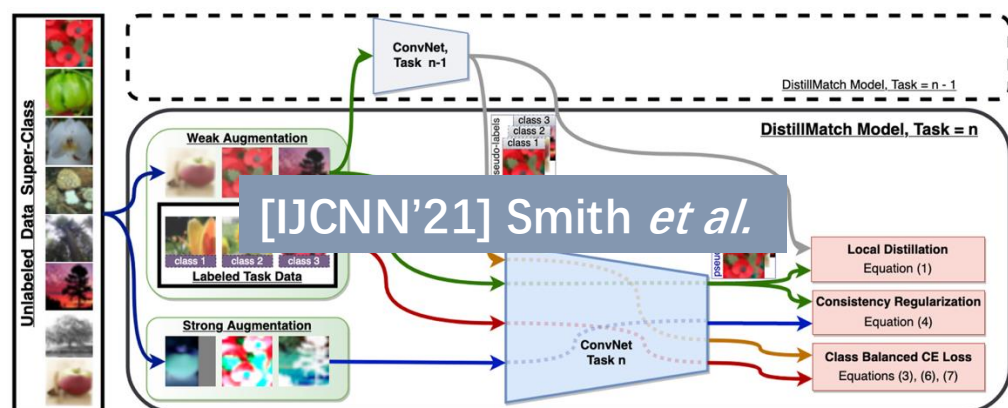 Unlabeled Data Super-Class
ConvNet,
Task n-1
DistillMatch Model, Task = n - 1
DistillMatch Model, Task = n
Weak Augmentation
class 1 class 2 class 3
Labeled Task Data
Strong Augmentation
class 3
class 2
class 1
[IJCNN'21] Smith et al.
ConvNet
Task n
Local Distillation
Equation (1)
Consistency Regularization
Equation (4)
Class Balanced CE Loss
Equations (3), (6), (7)